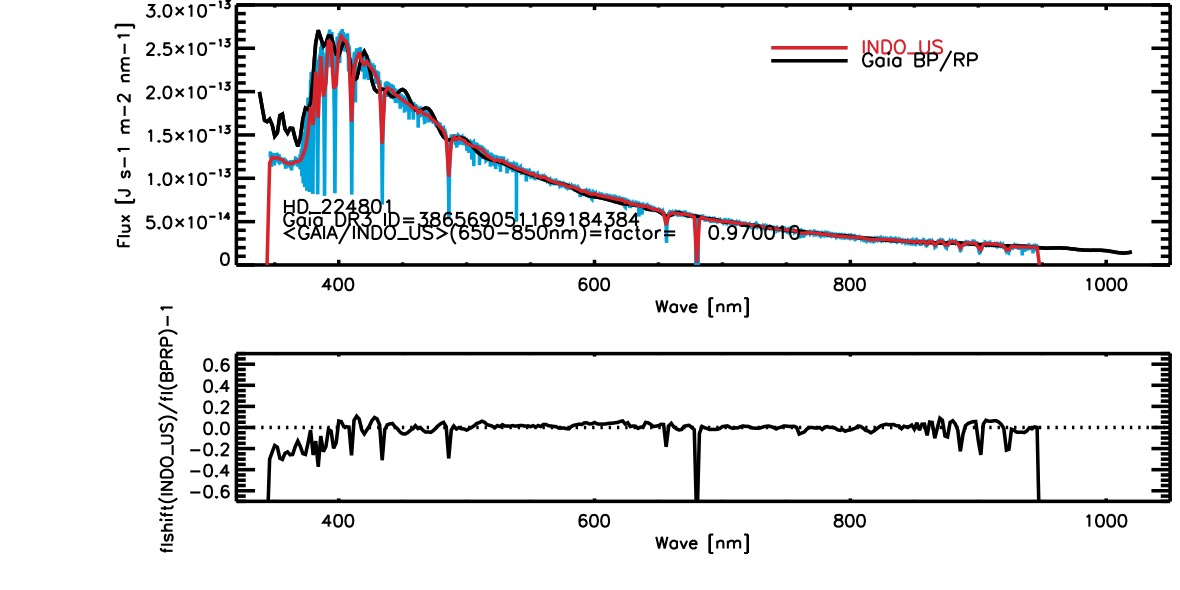 3.0×10−13
2.5×10−13
2.0×10−13
1.5×10−13
1.0×10−13
5.0×10−14
0
Flux [J s−1 m−2 nm−1]
INDO_US
Gaia BP/RP
HD_224801
Gaia DR3 ID=3865690511169184384
<GAIA/INDO_US>(650−850nm)=factor= 0.970010
400 600 800 1000
Wave [nm]
flshift(INDO_US)/fl(BPRP)−1
0.6
0.4
0.2
0.0
−0.2
−0.4
−0.6
400 600 800 1000
Wave [nm]